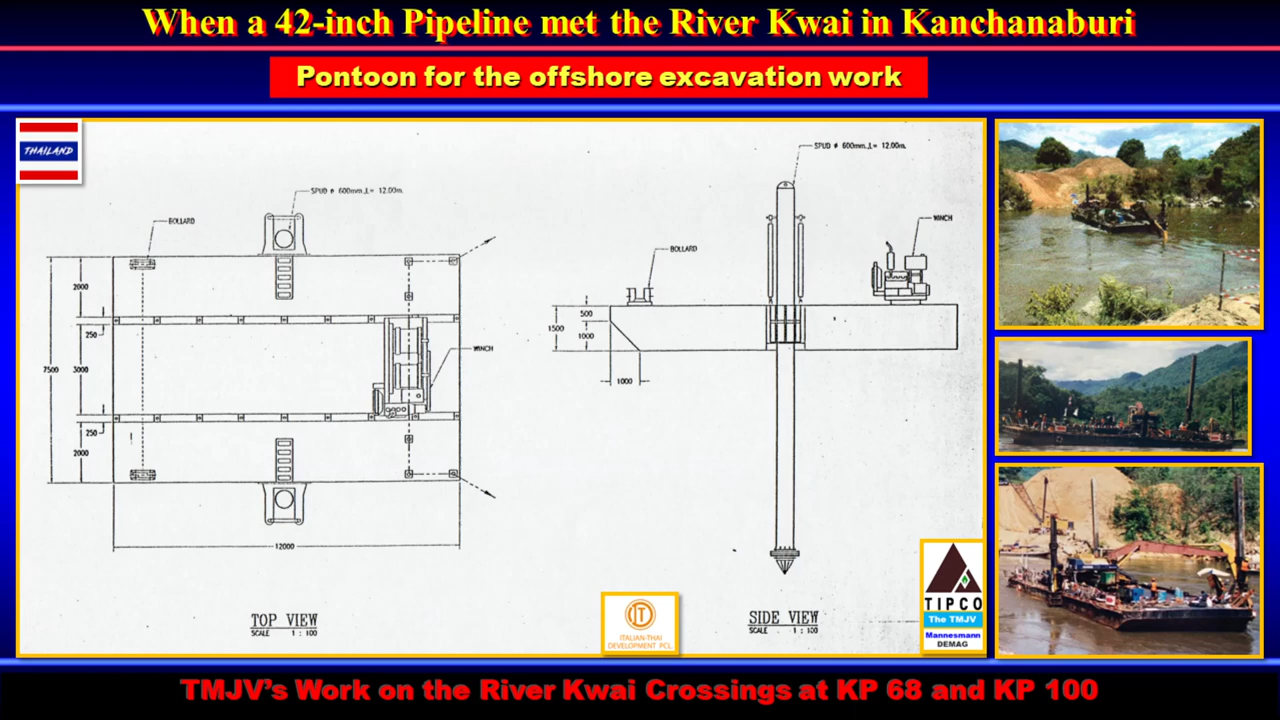 When a 42-inch Pipeline met the River Kwai in Kanchanaburi
Pontoon for the offshore excavation work
THAILAND
SPUD ϕ 600mm.,L= 12.00m.
BOLLARD
2000
250
7500
3000
250
2000
WINCH
12000
TOP VIEW
SCALE 1 : 100
SPUD ϕ 600mm.,L= 12.00m.
WINCH
BOLLARD
500
1500
1000
1000
SIDE VIEW
SCALE 1 : 100
ITD
ITALIAN-THAI
DEVELOPMENT PCL.
TIPCO
The TMJV
Mannesmann
DEMAG
TMJV's Work on the River Kwai Crossings at KP 68 and KP 100